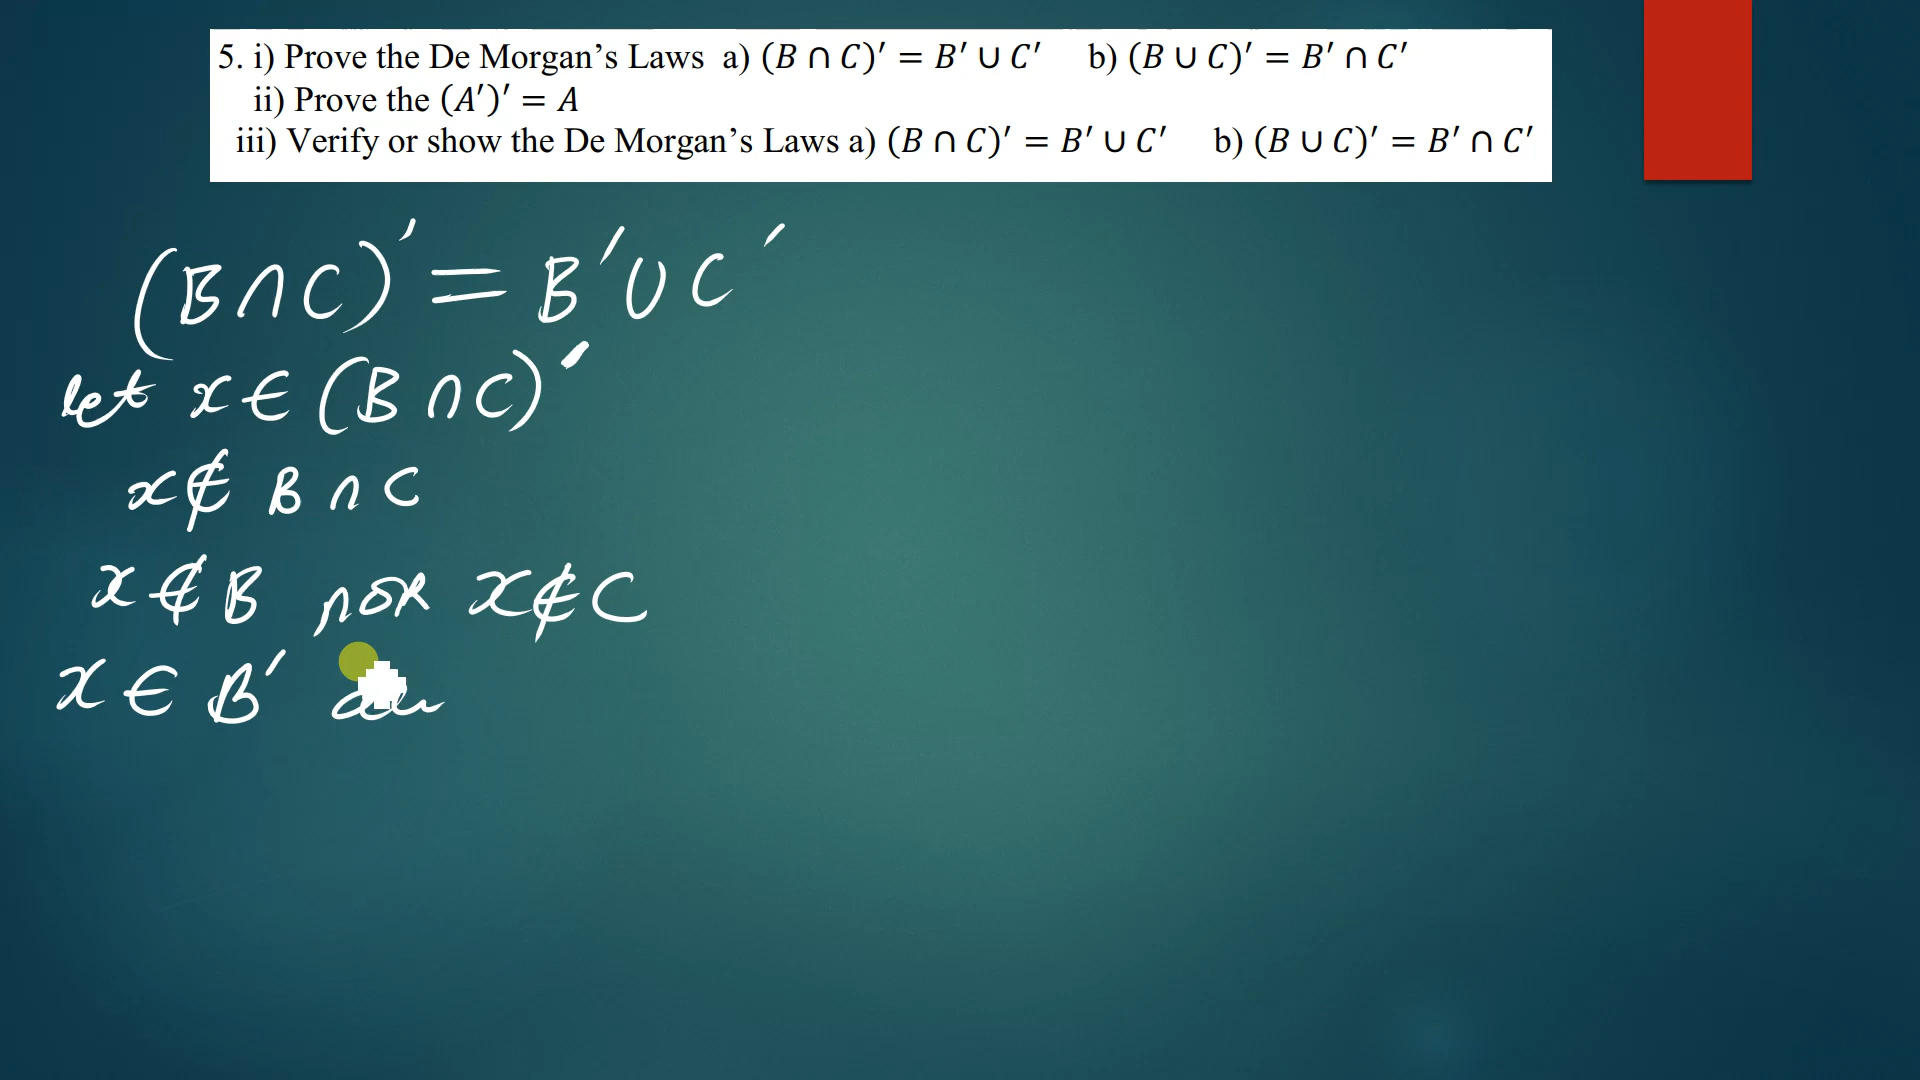 5. i) Prove the De Morgan’s Laws a) (B ∩ C)′ = B′ ∪ C′ b) (B ∪ C)′ = B′ ∩ C′
ii) Prove the (A′)′ = A
iii) Verify or show the De Morgan’s Laws a) (B ∩ C)′ = B′ ∪ C′ b) (B ∪ C)′ = B′ ∩ C′
(B∩C)′ = B′∪C′
let x∈(B∩C)′
x∉B∩C
x∉B nor x∉C
x∈B′